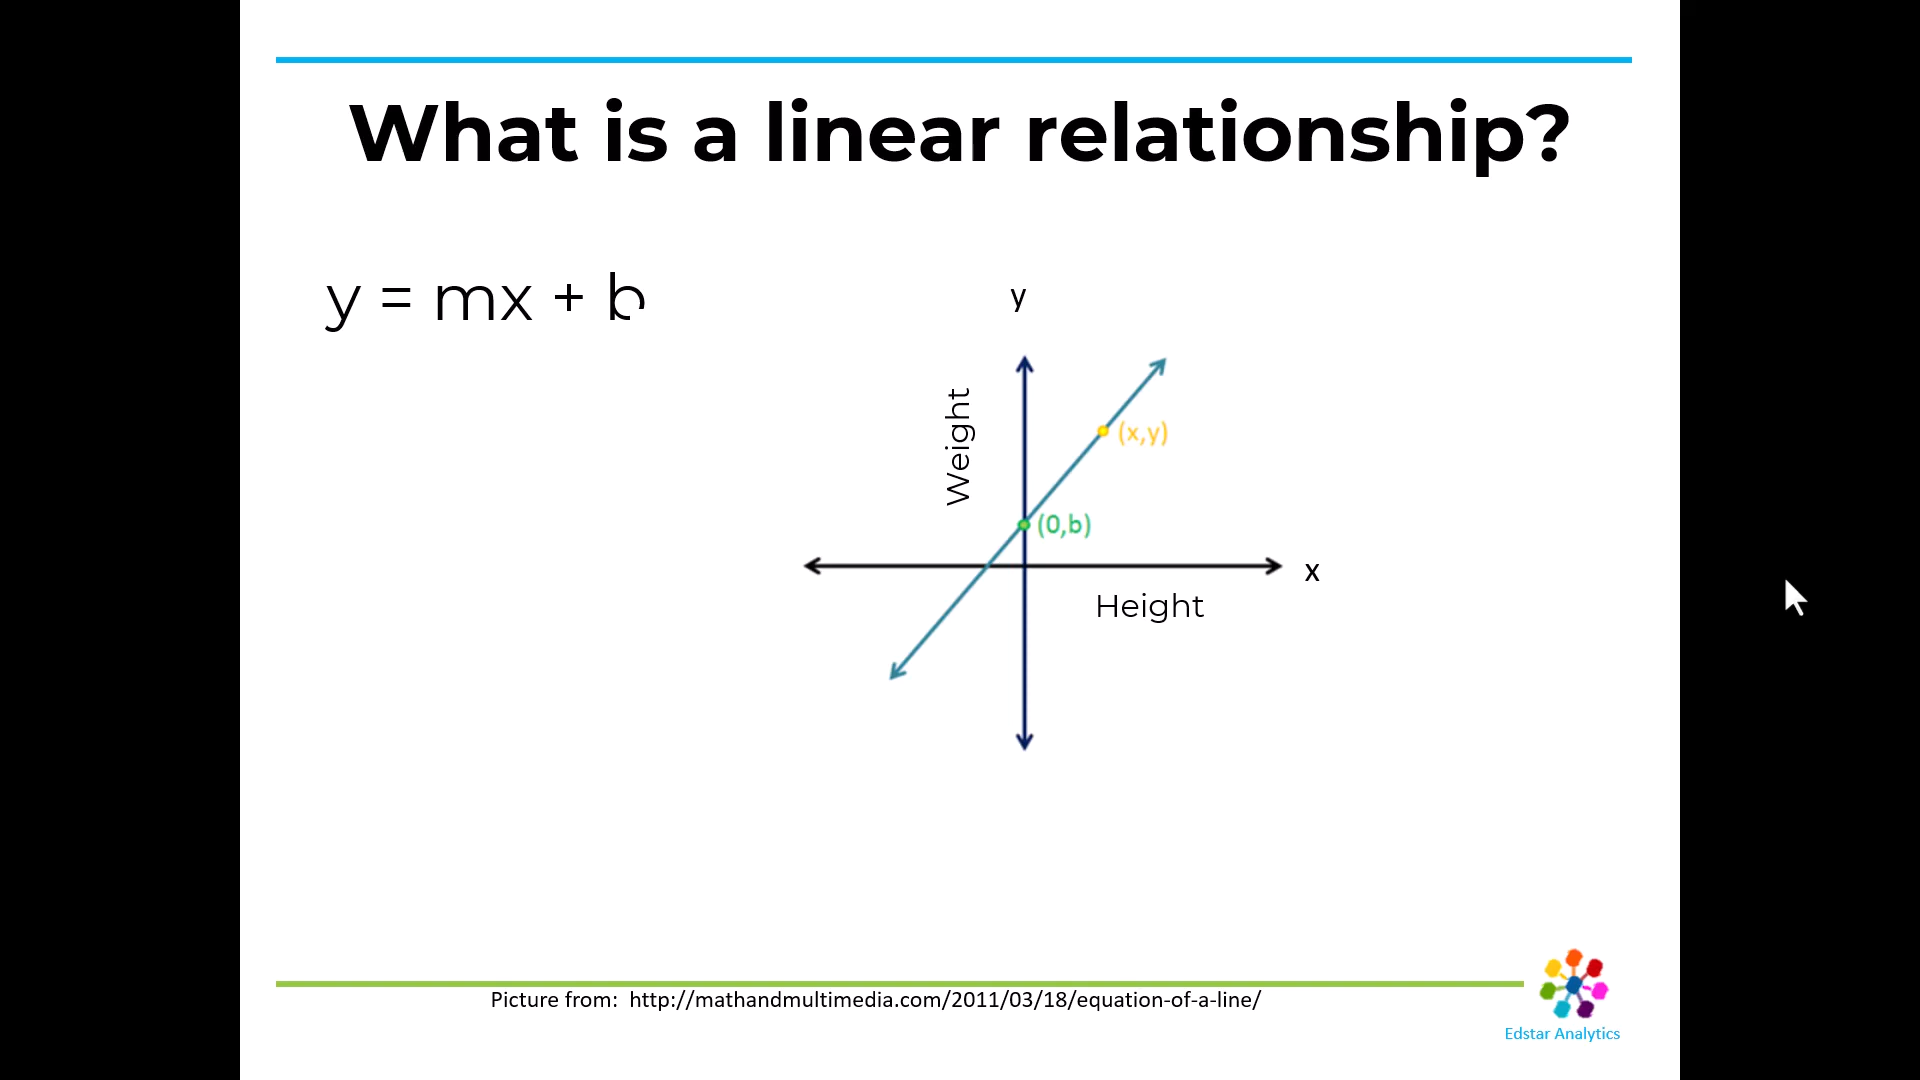 What is a linear relationship?
y = mx + b
y
Weight
(x,y)
(0,b)
x
Height
Picture from: http://mathandmultimedia.com/2011/03/18/equation-of-a-line/
Edstar Analytics